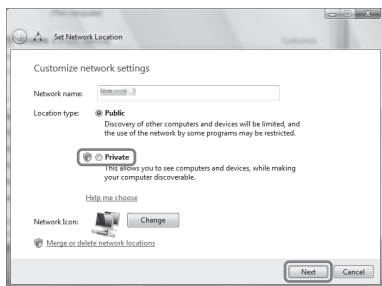 Set Network Location
Customize network settings
Network name:
Location type:
Public
Discovery of other computers and devices will be limited, and
the use of the network by some programs may be restricted.
Private
This allows you to see computers and devices, while making
your computer discoverable.
Help me choose
Network Icon:
Change
Merge or delete network locations
Next
Cancel